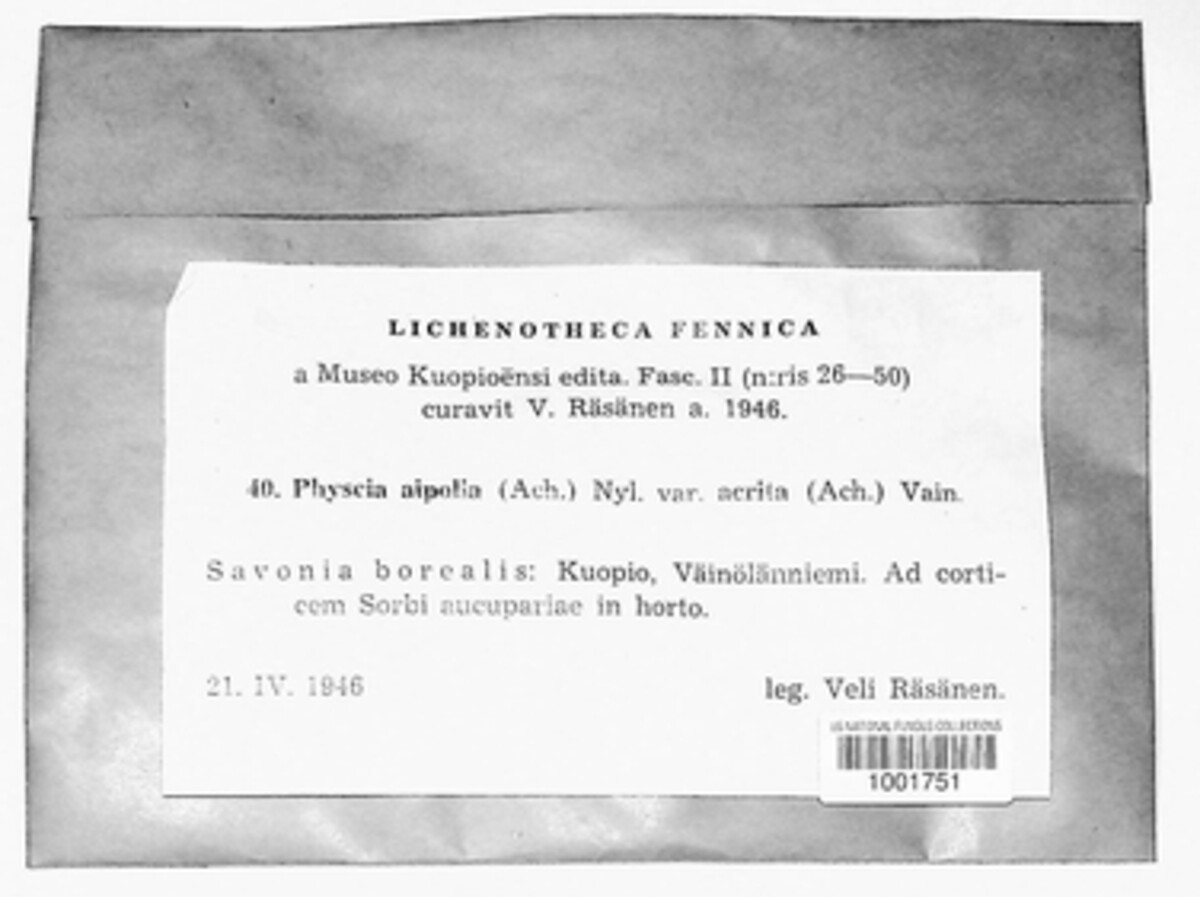 LICHENOTHECA FENNICA
a Museo Kuopioënsi edita. Fasc. II (n:ris 26—50)
curavit V. Räsänen a. 1946.
40. Physcia aipolia (Ach.) Nyl. var. acrita (Ach.) Vain.
Savonia borealis: Kuopio, Väinölänniemi. Ad corti-
cem Sorbi aucupariae in horto.
21. IV. 1946
leg. Veli Räsänen.
US NATIONAL FUNGUS COLLECTIONS
1001751